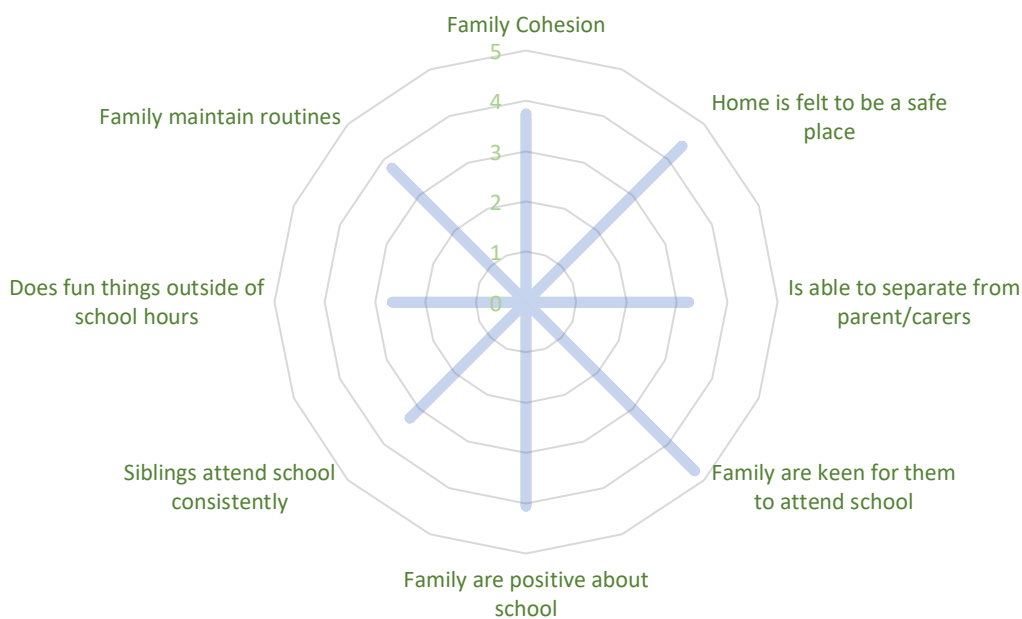 Family Cohesion
5
4
3
2
1
0
Home is felt to be a safe
place
Is able to separate from
parent/carers
Family are keen for them
to attend school
Family are positive about
school
Siblings attend school
consistently
Does fun things outside of
school hours
Family maintain routines